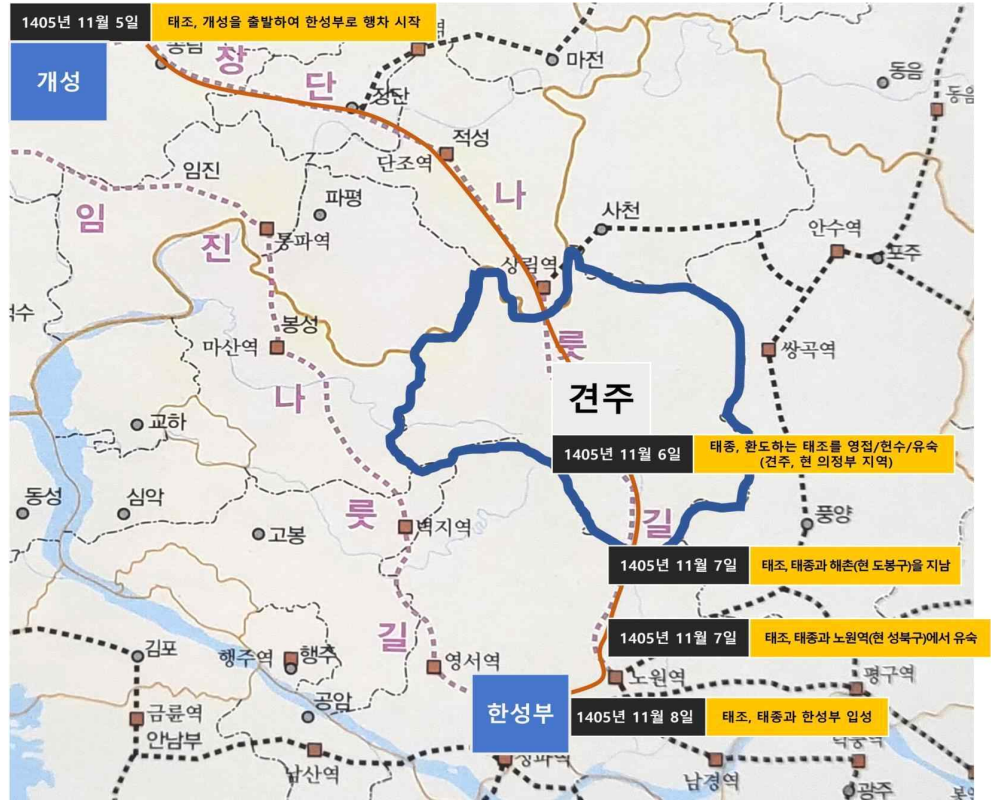 1405년 11월 5일
태조, 개성을 출발하여 한성부로 행차 시작
개성
장
단
마전
동음
장단
적성
단조역
나
임진
파평
임
진
통파역
사천
안수역
포주
상림역
봉성
마산역
룻
쌍곡역
견주
나
교하
1405년 11월 6일
태종, 환도하는 태조를 영접/헌수/유숙
(견주, 현 의정부 지역)
동성
심악
룻
벽지역
길
풍양
고봉
1405년 11월 7일
태조, 태종과 해촌(현 도봉구)을 지남
1405년 11월 7일
태조, 태종과 노원역(현 성북구)에서 유숙
길
김포
행주역
행주
영서역
노원역
평구역
공암
한성부
1405년 11월 8일
태조, 태종과 한성부 입성
금륜역
안남부
남산역
남경역
광주